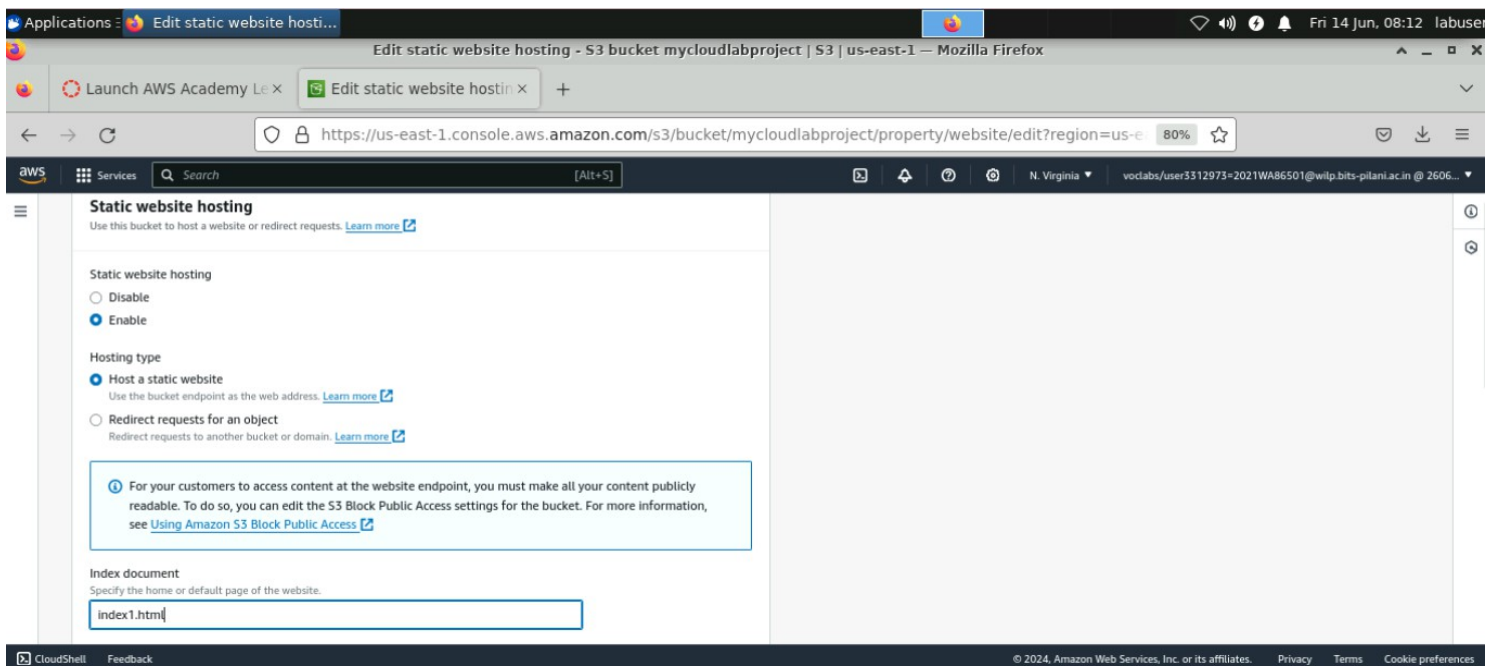 Applications : Edit static website hosti... Fri 14 Jun, 08:12 labuser
Edit static website hosting - S3 bucket mycloudlabproject | S3 | us-east-1 — Mozilla Firefox
Launch AWS Academy Le × Edit static website hostin × +
https://us-east-1.console.aws.amazon.com/s3/bucket/mycloudlabproject/property/website/edit?region=us-e 80%
aws Services Search [Alt+S] N. Virginia ▼ voclabs/user3312973=2021WA86501@wilp.bits-pilani.ac.in @ 2606... ▼
Static website hosting
Use this bucket to host a website or redirect requests. Learn more
Static website hosting
Disable
Enable
Hosting type
Host a static website
Use the bucket endpoint as the web address. Learn more
Redirect requests for an object
Redirect requests to another bucket or domain. Learn more
For your customers to access content at the website endpoint, you must make all your content publicly
readable. To do so, you can edit the S3 Block Public Access settings for the bucket. For more information,
see Using Amazon S3 Block Public Access
Index document
Specify the home or default page of the website.
index1.html
CloudShell Feedback © 2024, Amazon Web Services, Inc. or its affiliates. Privacy Terms Cookie preferences